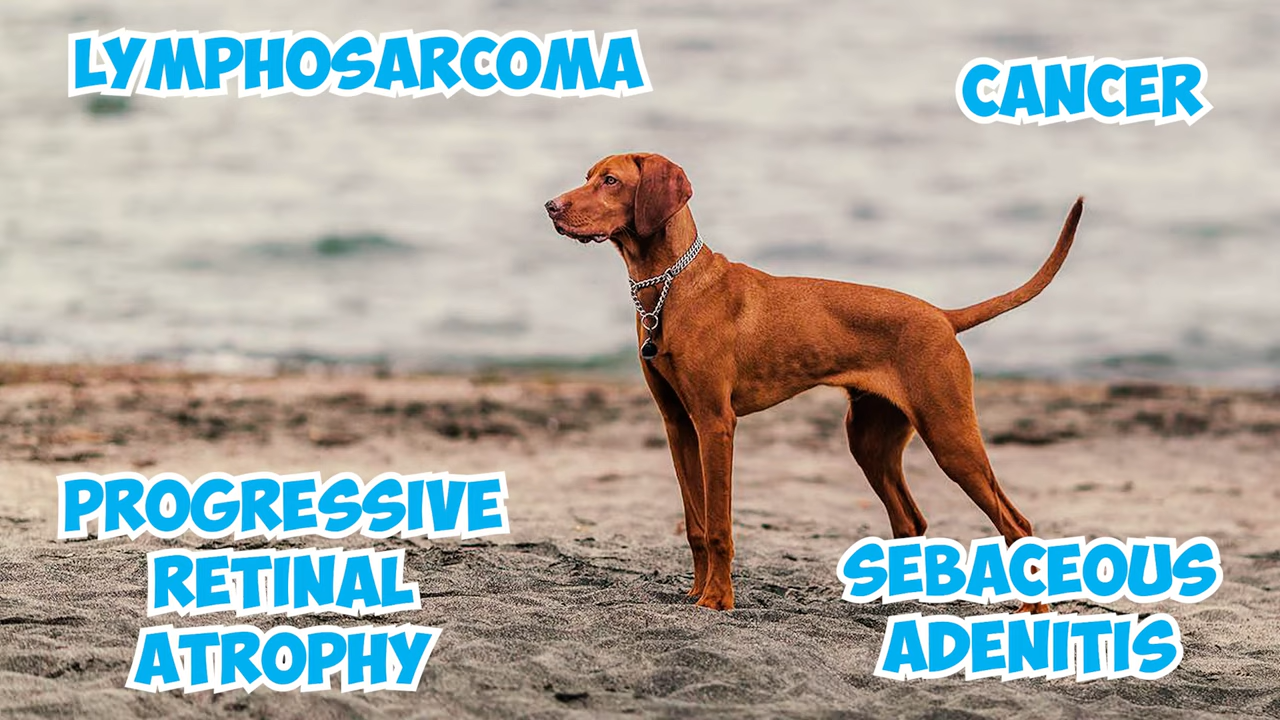 LYMPHOSARCOMA
CANCER
PROGRESSIVE
RETINAL
ATROPHY
SEBACEOUS
ADENITIS